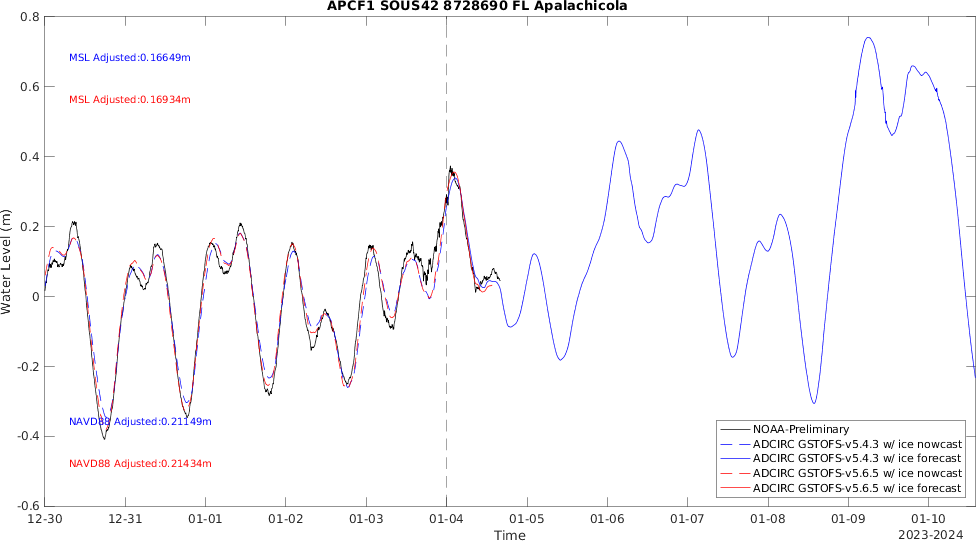 APCF1 SOUS42 8728690 FL Apalachicola
0.8
MSL Adjusted:0.16649m
0.6
MSL Adjusted:0.16934m
0.4
0.2
Water Level (m)
0
-0.2
NAVD88 Adjusted:0.21149m
-0.4
NAVD88 Adjusted:0.21434m
-0.6
NOAA-Preliminary
ADCIRC GSTOFS-v5.4.3 w/ ice nowcast
ADCIRC GSTOFS-v5.4.3 w/ ice forecast
ADCIRC GSTOFS-v5.6.5 w/ ice nowcast
ADCIRC GSTOFS-v5.6.5 w/ ice forecast
12-30 12-31 01-01 01-02 01-03 01-04 01-05 01-06 01-07 01-08 01-09 01-10
Time
2023-2024